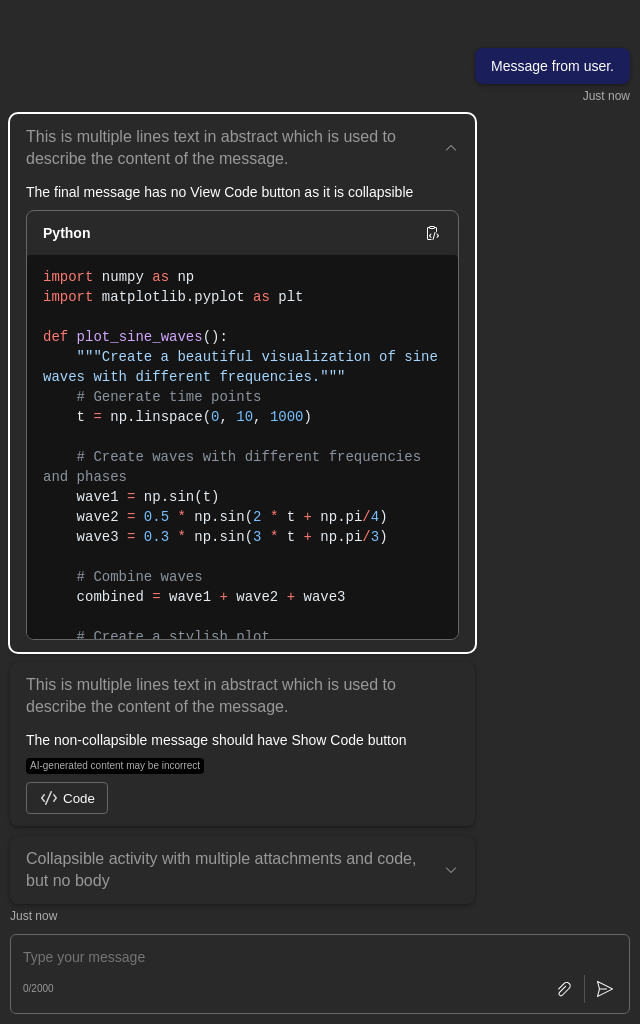 Message from user.
Just now
This is multiple lines text in abstract which is used to
describe the content of the message.
The final message has no View Code button as it is collapsible
Python
import numpy as np
import matplotlib.pyplot as plt
def plot_sine_waves():
    """Create a beautiful visualization of sine
waves with different frequencies."""
    # Generate time points
    t = np.linspace(0, 10, 1000)
    # Create waves with different frequencies
and phases
    wave1 = np.sin(t)
    wave2 = 0.5 * np.sin(2 * t + np.pi/4)
    wave3 = 0.3 * np.sin(3 * t + np.pi/3)
    # Combine waves
    combined = wave1 + wave2 + wave3
    # Create a stylish plot
This is multiple lines text in abstract which is used to
describe the content of the message.
The non-collapsible message should have Show Code button
AI-generated content may be incorrect
Code
Collapsible activity with multiple attachments and code,
but no body
Just now
Type your message
0/2000